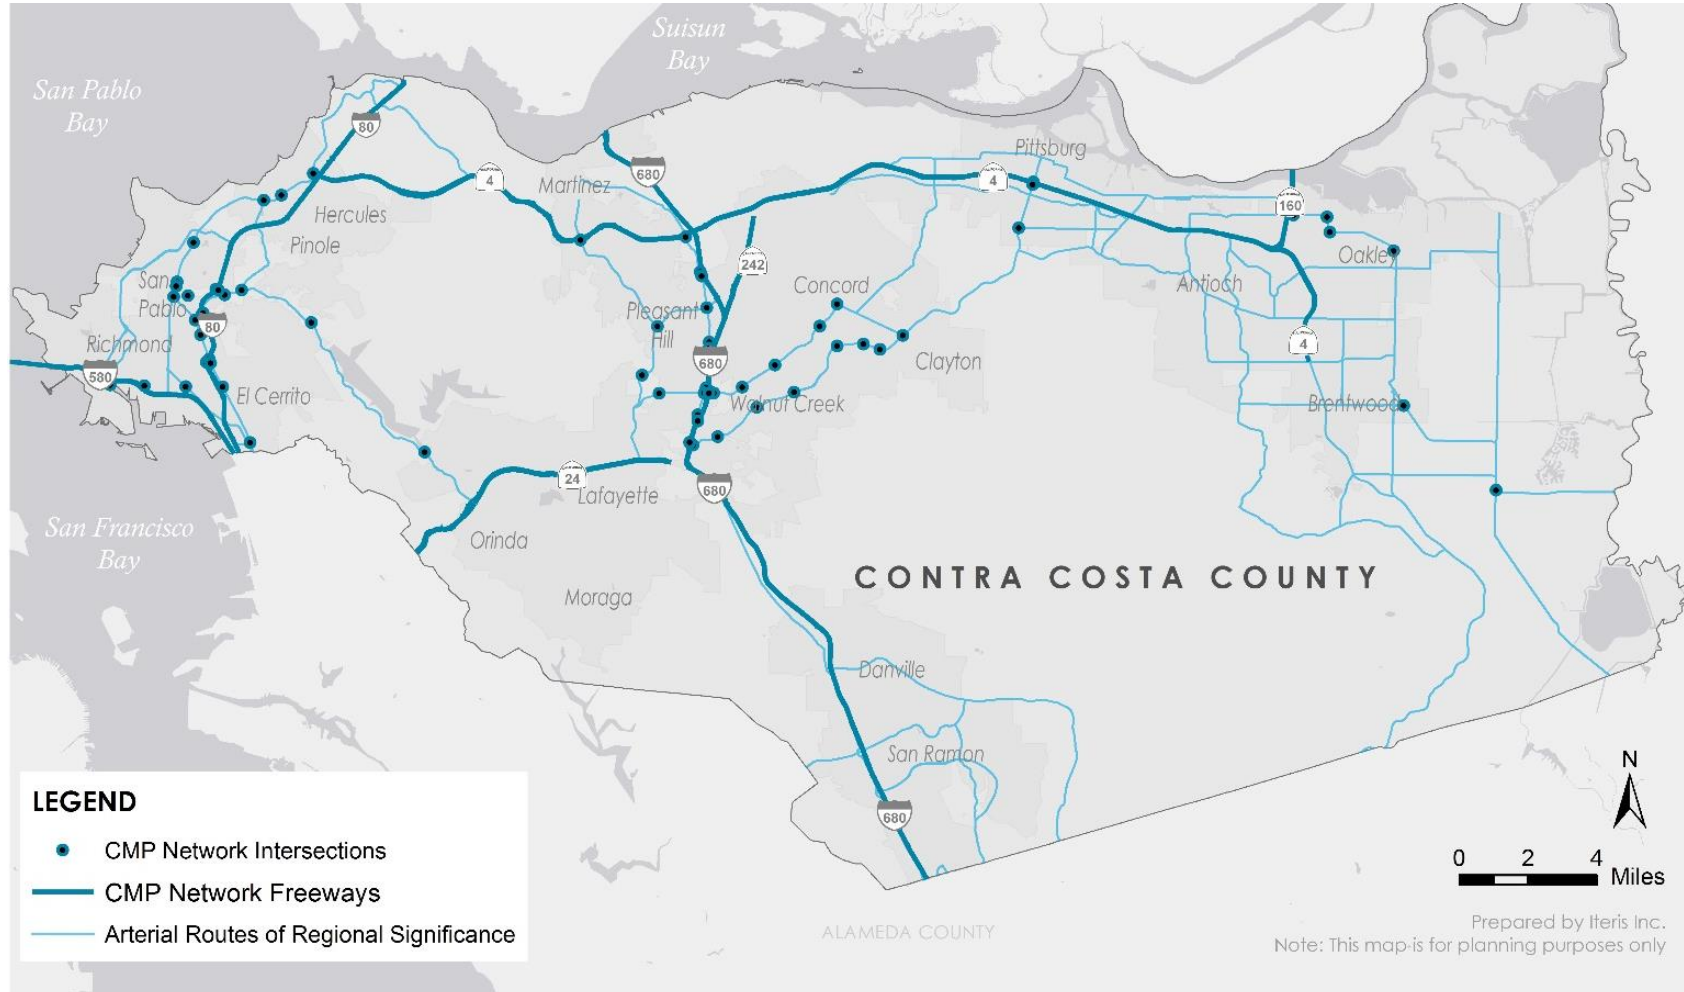 Suisun
Bay
San Pablo
Bay
80
680
4
Martinez
Pittsburg
4
160
Hercules
Pinole
242
Oakley
San
Pablo
Concord
Antioch
80
Pleasant
Hill
Richmond
580
680
Clayton
4
El Cerrito
Walnut Creek
Brentwood
24
Lafayette
680
San Francisco
Bay
Orinda
CONTRA COSTA COUNTY
Moraga
Danville
San Ramon
680
N
LEGEND
CMP Network Intersections
CMP Network Freeways
Arterial Routes of Regional Significance
0 2 4
Miles
ALAMEDA COUNTY
Prepared by Iteris Inc.
Note: This map-is for planning purposes only